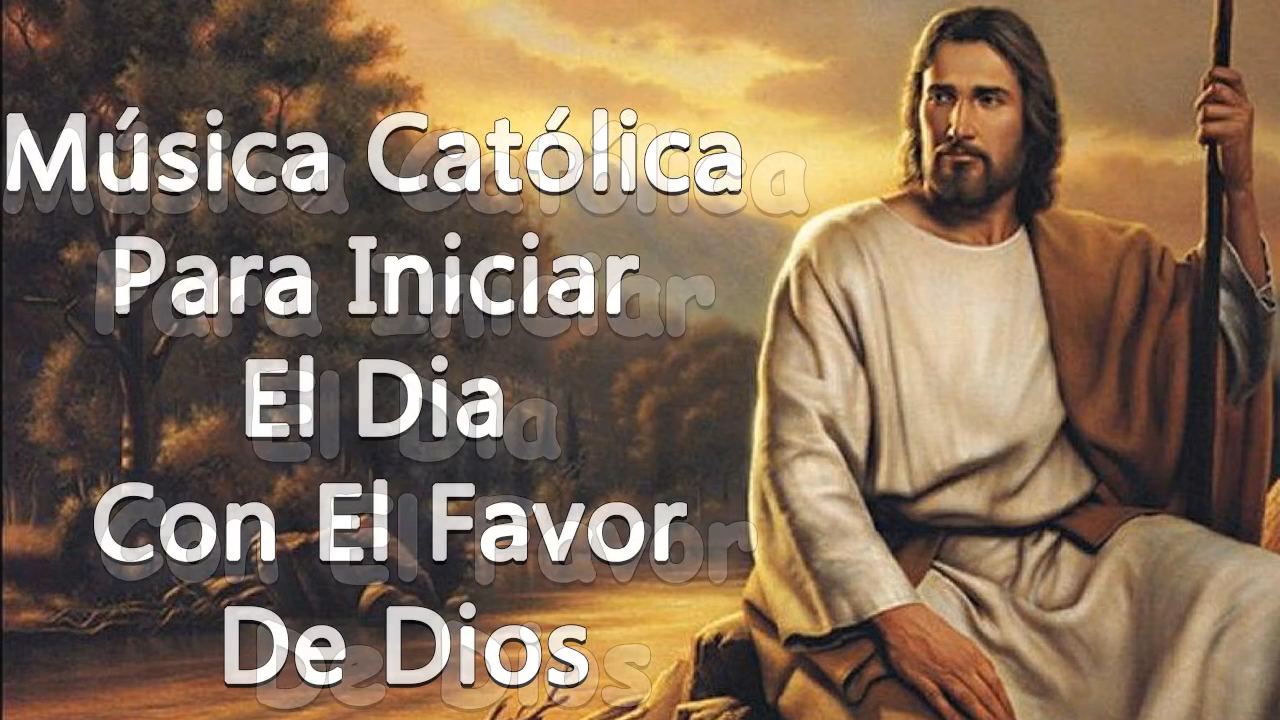 Música Católica
Para Iniciar
El Dia
Con El Favor
De Dios